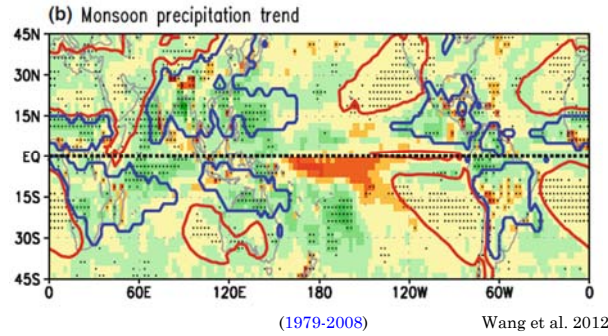 (b) Monsoon precipitation trend
45N
30N
15N
EQ
15S
30S
45S
0 60E 120E 180 120W 60W 0
(1979-2008) Wang et al. 2012